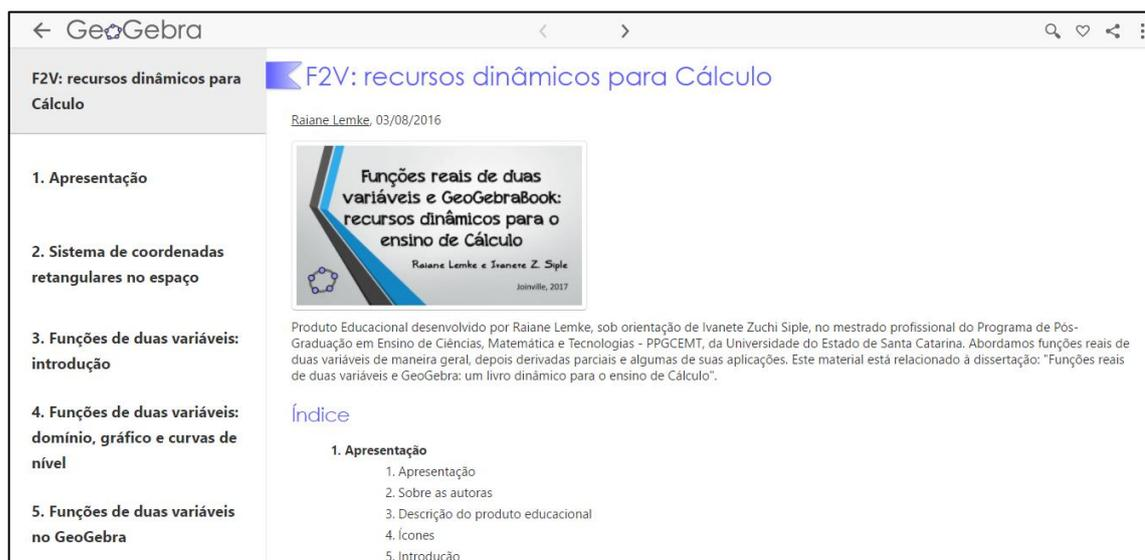 GeoGebra
F2V: recursos dinâmicos para
Cálculo
1. Apresentação
2. Sistema de coordenadas
retangulares no espaço
3. Funções de duas variáveis:
introdução
4. Funções de duas variáveis:
domínio, gráfico e curvas de
nível
5. Funções de duas variáveis
no GeoGebra
F2V: recursos dinâmicos para Cálculo
Raiane Lemke, 03/08/2016
Funções reais de duas
variáveis e GeoGebraBook:
recursos dinâmicos para o
ensino de Cálculo
Raiane Lemke e Ivanete Z. Siple
Joinville, 2017
Produto Educacional desenvolvido por Raiane Lemke, sob orientação de Ivanete Zuchi Siple, no mestrado profissional do Programa de Pós-
Graduação em Ensino de Ciências, Matemática e Tecnologias - PPGCEMT, da Universidade do Estado de Santa Catarina. Abordamos funções reais de
duas variáveis de maneira geral, depois derivadas parciais e algumas de suas aplicações. Este material está relacionado à dissertação: "Funções reais
de duas variáveis e GeoGebra: um livro dinâmico para o ensino de Cálculo".
Índice
1. Apresentação
1. Apresentação
2. Sobre as autoras
3. Descrição do produto educacional
4. Ícones
5. Introdução